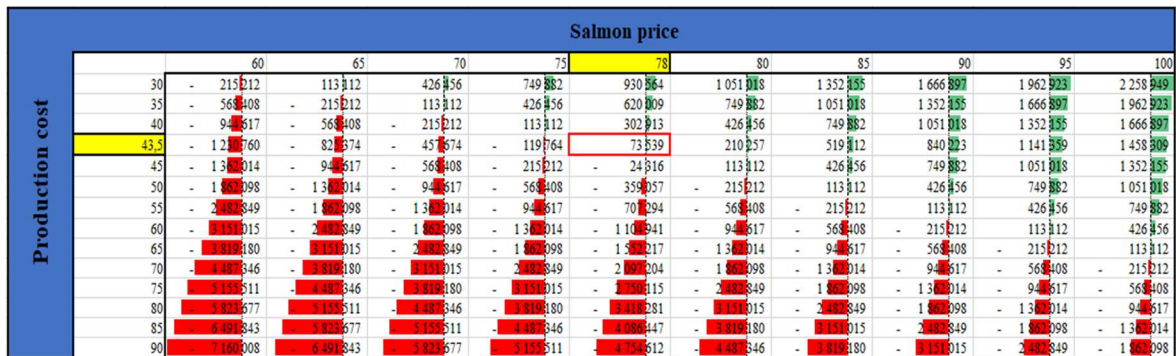 Salmon price
60 65 70 75 78 80 85 90 95 100
Production cost
30 - 215 212 113 112 426 456 749 882 930 564 1 051 018 1 352 155 1 666 897 1 962 923 2 258 949
35 - 568 408 - 215 212 113 112 426 456 620 009 749 882 1 051 018 1 352 155 1 666 897 1 962 923
40 - 944 617 - 568 408 - 215 212 113 112 302 913 426 456 749 882 1 051 018 1 352 155 1 666 897
43,5 - 1 230 760 - 825 374 - 457 674 - 119 764 73 539 210 257 519 112 840 223 1 141 359 1 458 309
45 - 1 362 014 - 944 617 - 568 408 - 215 212 - 24 316 113 112 426 456 749 882 1 051 018 1 352 155
50 - 1 862 098 - 1 362 014 - 944 617 - 568 408 - 359 057 - 215 212 113 112 426 456 749 882 1 051 018
55 - 2 482 849 - 1 862 098 - 1 362 014 - 944 617 - 707 294 - 568 408 - 215 212 113 112 426 456 749 882
60 - 3 151 015 - 2 482 849 - 1 862 098 - 1 362 014 - 1 104 941 - 944 617 - 568 408 - 215 212 113 112 426 456
65 - 3 819 180 - 3 151 015 - 2 482 849 - 1 862 098 - 1 552 217 - 1 362 014 - 944 617 - 568 408 - 215 212 113 112
70 - 4 487 346 - 3 819 180 - 3 151 015 - 2 482 849 - 2 097 204 - 1 862 098 - 1 362 014 - 944 617 - 568 408 - 215 212
75 - 5 155 511 - 4 487 346 - 3 819 180 - 3 151 015 - 2 750 115 - 2 482 849 - 1 862 098 - 1 362 014 - 944 617 - 568 408
80 - 5 823 677 - 5 155 511 - 4 487 346 - 3 819 180 - 3 418 281 - 3 151 015 - 2 482 849 - 1 862 098 - 1 362 014 - 944 617
85 - 6 491 843 - 5 823 677 - 5 155 511 - 4 487 346 - 4 086 447 - 3 819 180 - 3 151 015 - 2 482 849 - 1 862 098 - 1 362 014
90 - 7 160 008 - 6 491 843 - 5 823 677 - 5 155 511 - 4 754 612 - 4 487 346 - 3 819 180 - 3 151 015 - 2 482 849 - 1 862 098